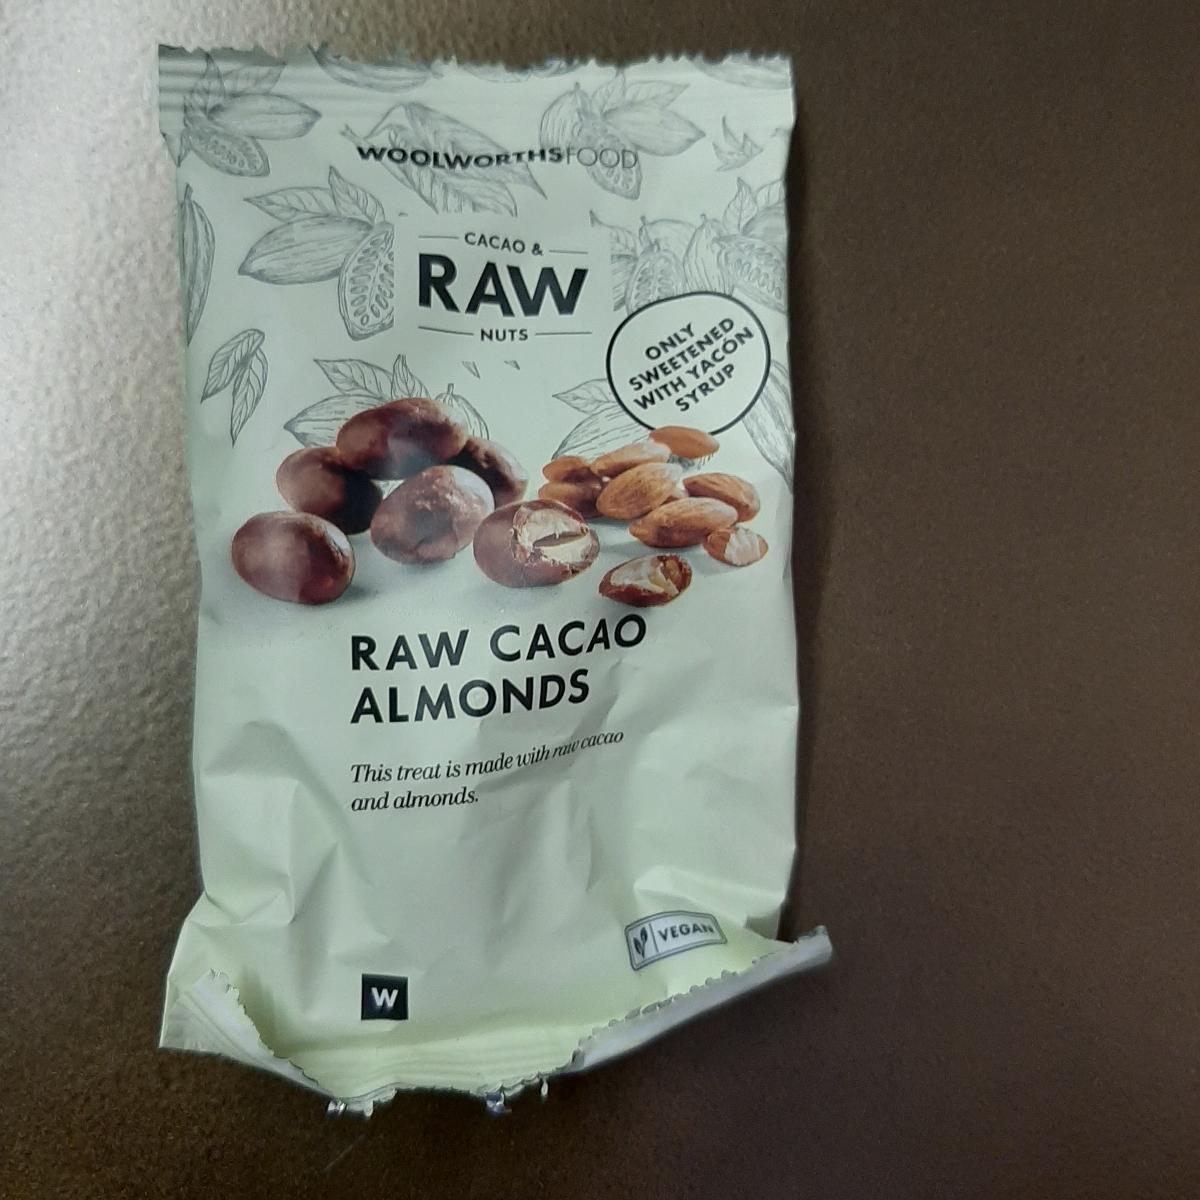 WOOLWORTHSFOOD
CACAO &
RAW
NUTS
ONLY
SWEETENED
WITH YACÓN
SYRUP
RAW CACAO
ALMONDS
This treat is made with raw cacao
and almonds.
VEGAN
W